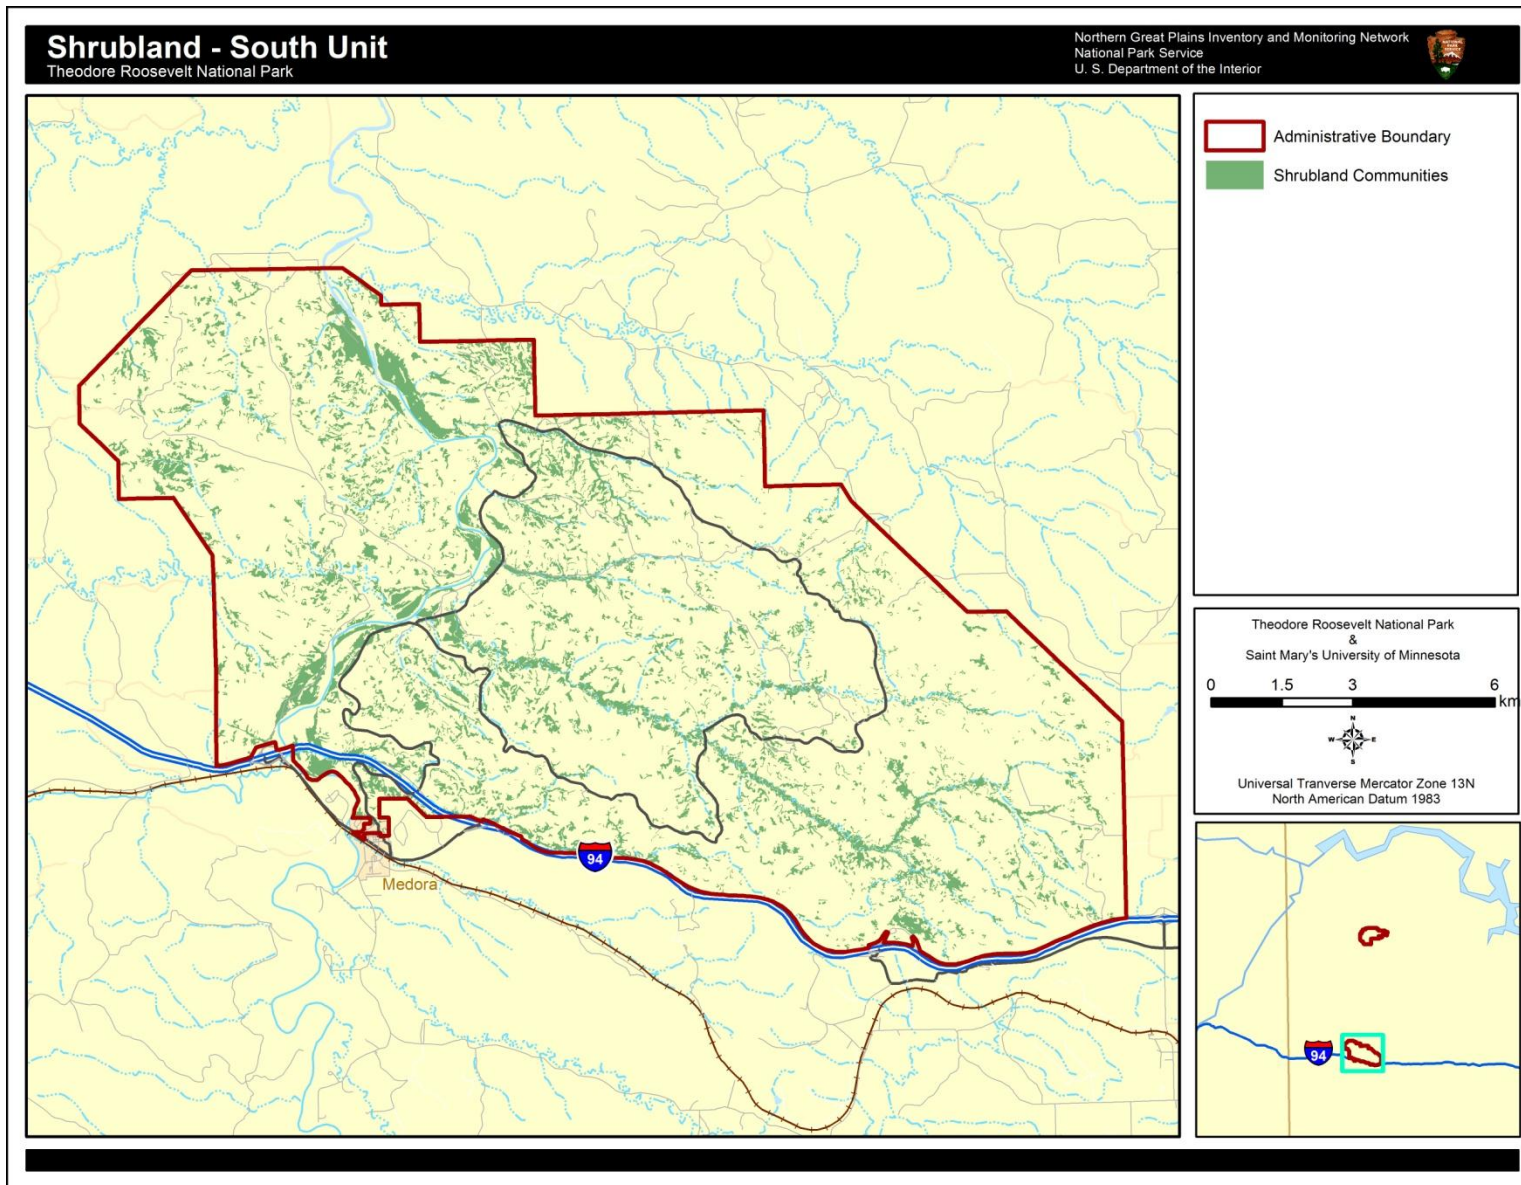 Shrubland - South Unit
Theodore Roosevelt National Park
Northern Great Plains Inventory and Monitoring Network
National Park Service
U. S. Department of the Interior
Administrative Boundary
Shrubland Communities
94
Medora
Theodore Roosevelt National Park
&
Saint Mary's University of Minnesota
0 1.5 3 6
km
N
W E
S
Universal Tranverse Mercator Zone 13N
North American Datum 1983
94